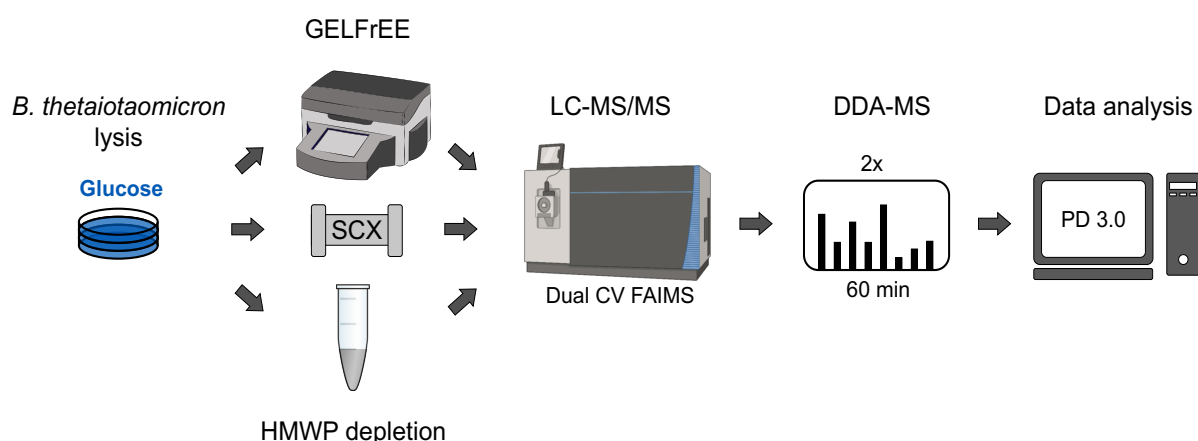 GELFrEE
B. thetaiotaomicron
lysis
Glucose
SCX
HMWP depletion
LC-MS/MS
Dual CV FAIMS
DDA-MS
2x
60 min
Data analysis
PD 3.0